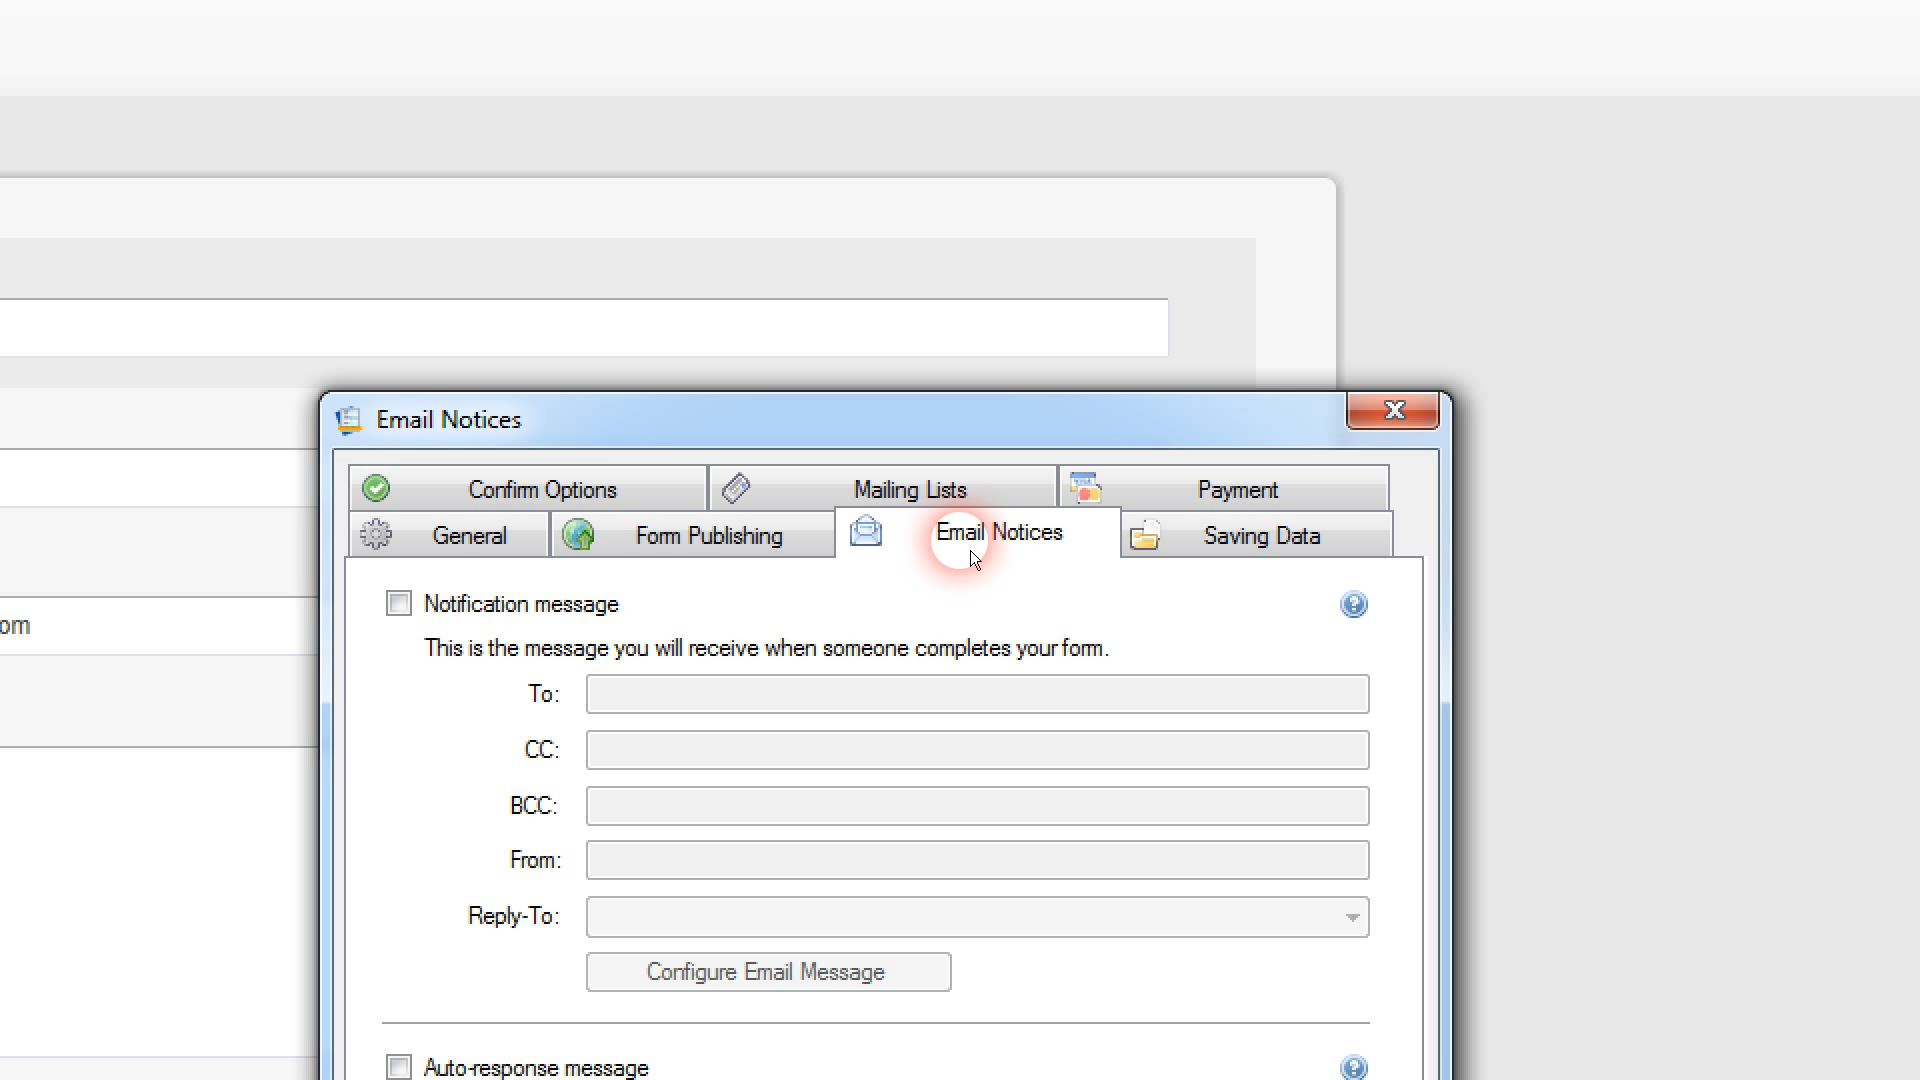 Email Notices
Confirm Options
Mailing Lists
Payment
General
Form Publishing
Email Notices
Saving Data
Notification message
This is the message you will receive when someone completes your form.
To:
om
CC:
BCC:
From:
Reply-To:
Configure Email Message
Auto-response message